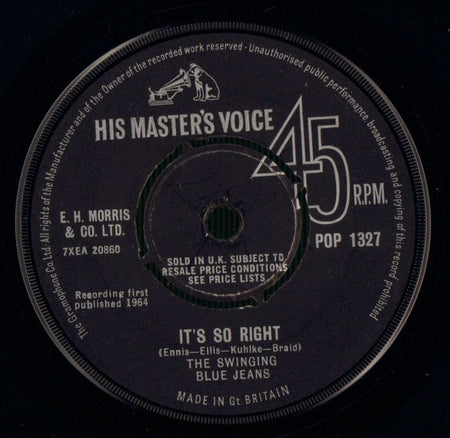 The Gramophone Co. Ltd. All rights of the Manufacturer and of the Owner of the recorded work reserved · Unauthorised public performance, broadcasting and copying of this record prohibited
HIS MASTER'S VOICE
45
R.P.M.
E. H. MORRIS
& CO. LTD.
7XEA 20860
POP 1327
SOLD IN U.K. SUBJECT TO
RESALE PRICE CONDITIONS
SEE PRICE LISTS
Recording first
published 1964
IT'S SO RIGHT
(Ennis—Ellis—Kuhlke—Braid)
THE SWINGING
BLUE JEANS
MADE IN Gt. BRITAIN